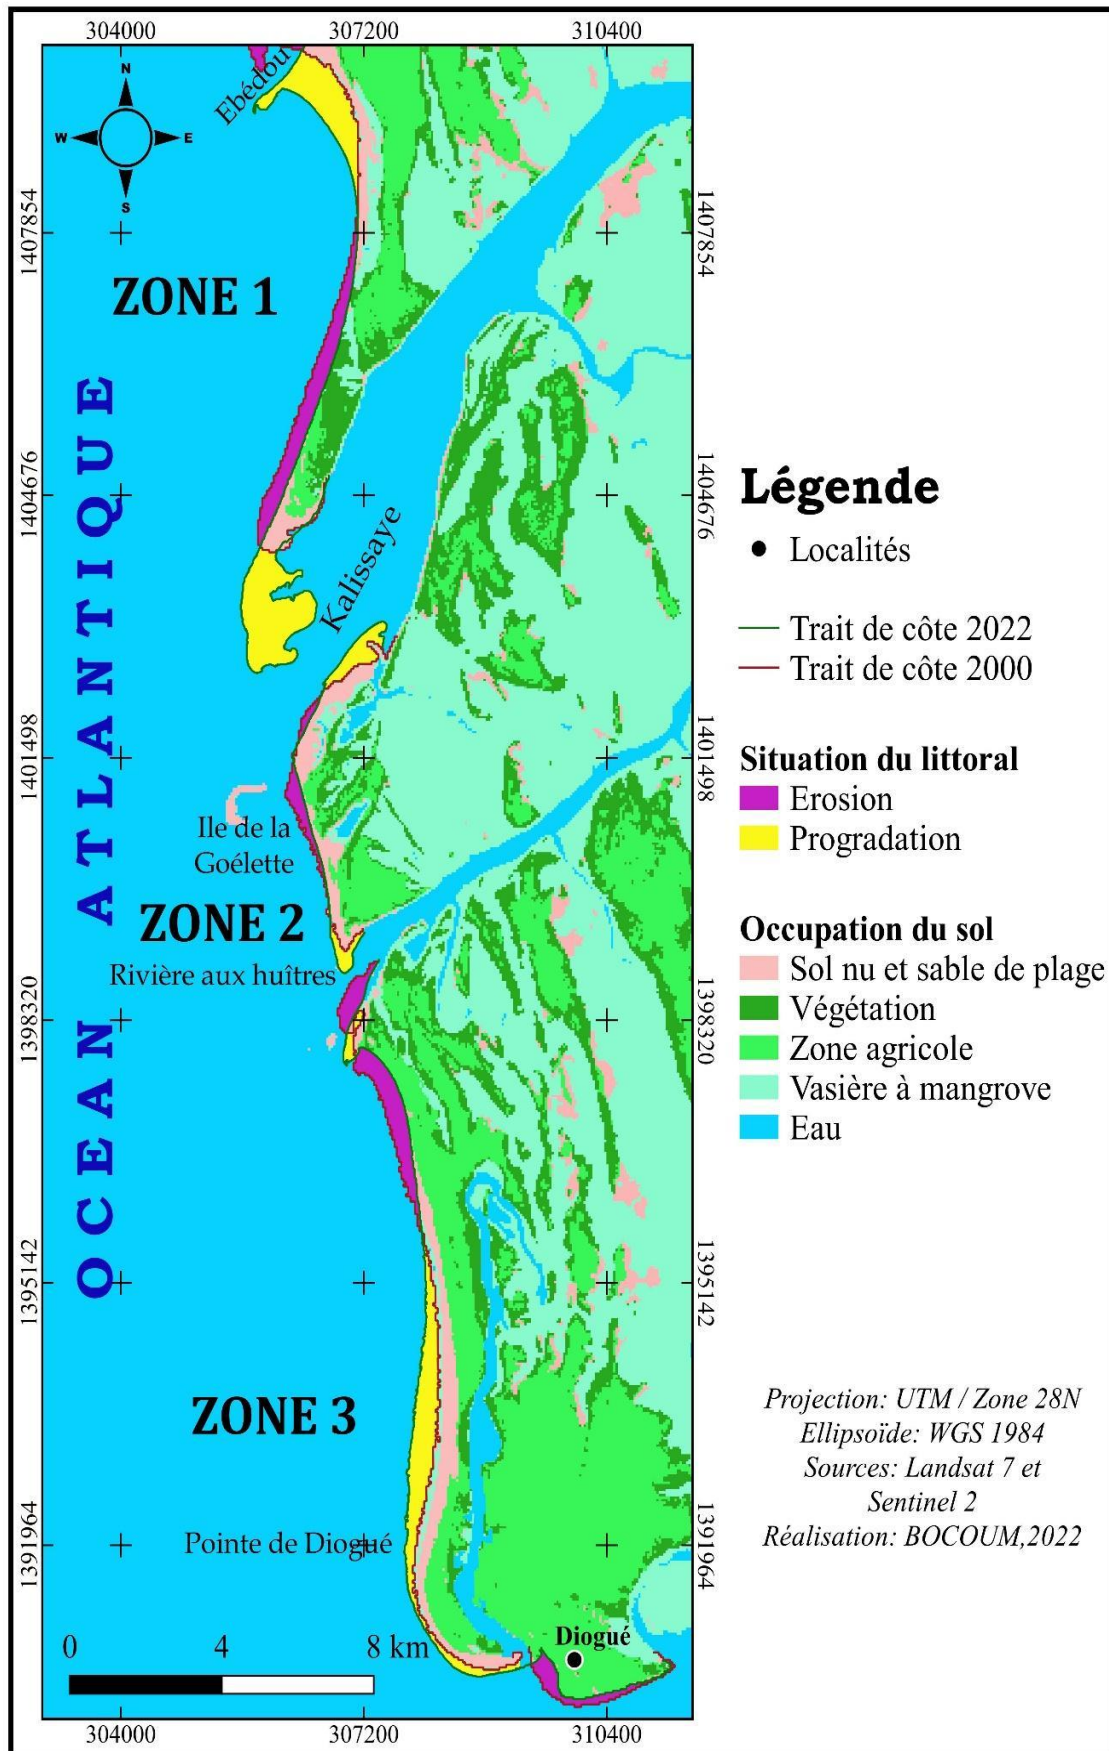 304000 307200 310400
N
W E
S
Ebédou
1407854 1407854
ZONE 1
OCEAN ATLANTIQUE
1404676 1404676
Kalissaye
Légende
Localités
Trait de côte 2022
Trait de côte 2000
1401498 1401498
Situation du littoral
Erosion
Progradation
Ile de la
Goélette
ZONE 2
Rivière aux huîtres
Occupation du sol
Sol nu et sable de plage
Végétation
Zone agricole
Vasière à mangrove
Eau
1398320 1398320
1395142 1395142
ZONE 3
Projection: UTM / Zone 28N
Ellipsoïde: WGS 1984
Sources: Landsat 7 et
Sentinel 2
Réalisation: BOCOUM,2022
1391964 1391964
Pointe de Diogué
Diogué
0 4 8 km
304000 307200 310400